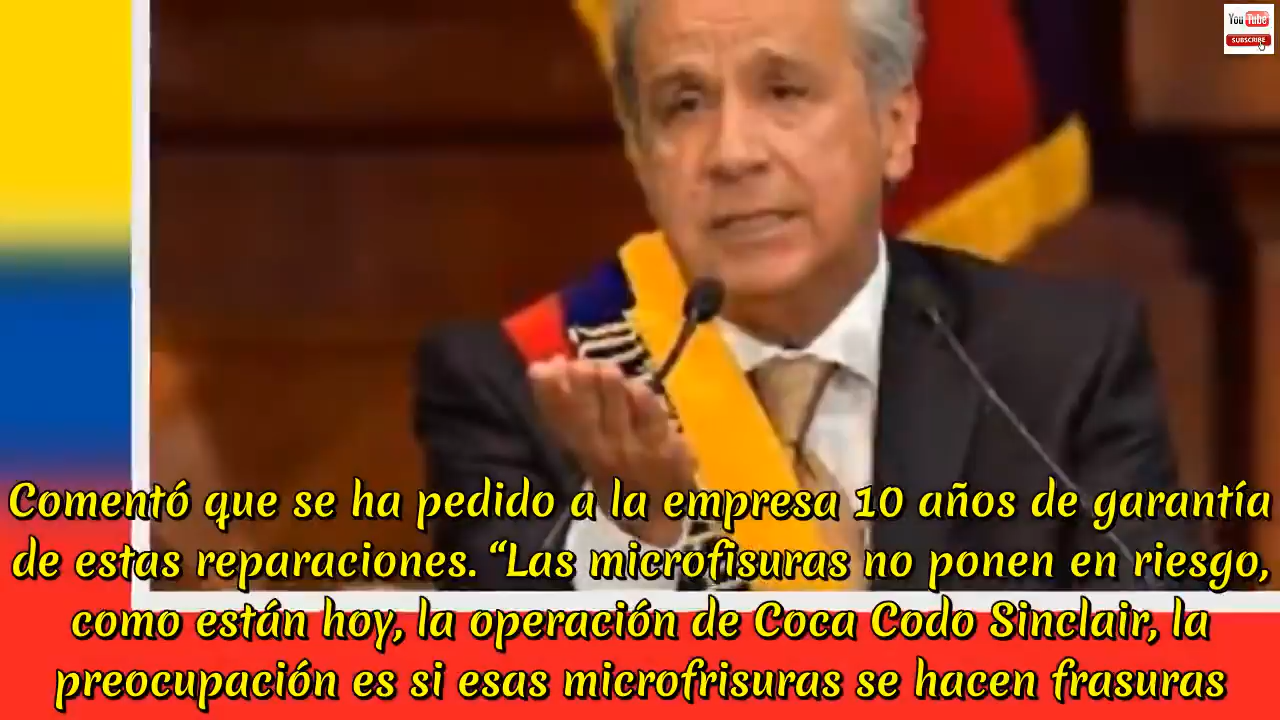 YouTube
SUBSCRIBE
Comentó que se ha pedido a la empresa 10 años de garantía
de estas reparaciones. “Las microfisuras no ponen en riesgo,
como están hoy, la operación de Coca Codo Sinclair, la
preocupación es si esas microfrisuras se hacen frasuras